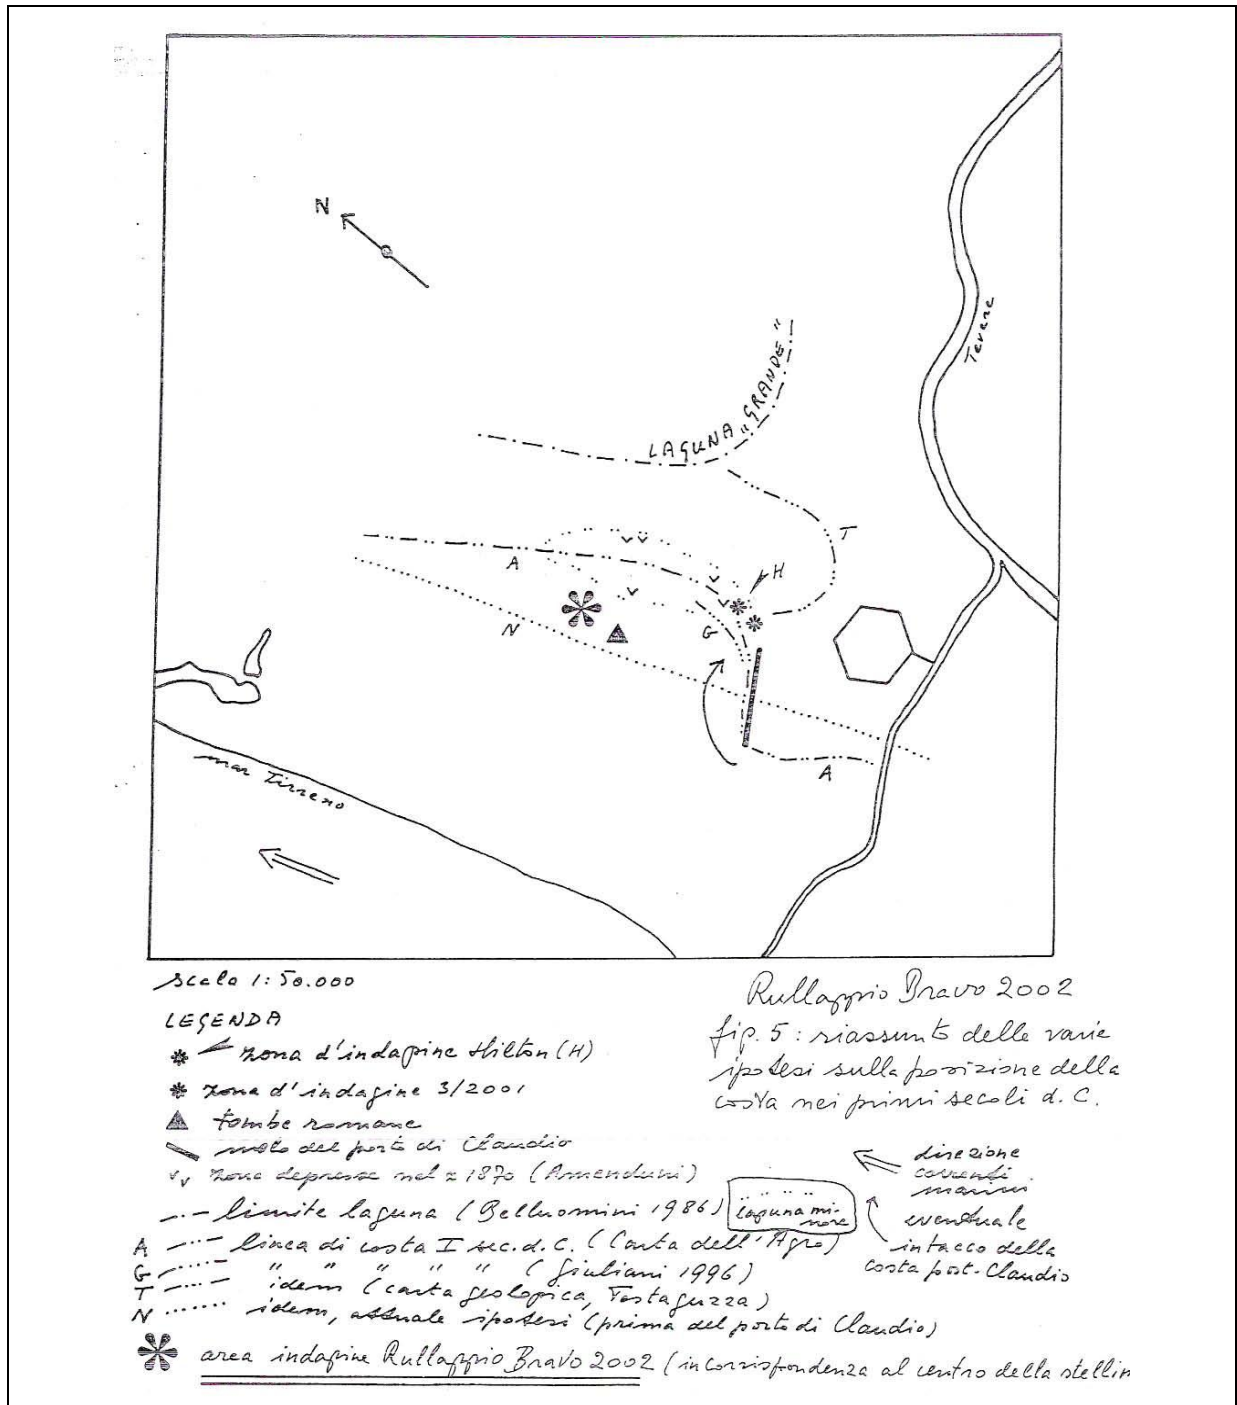 N
Tevere
LAGUNA "GRANDE"
T
A
H
G
N
A
mar Tirreno
scala 1:50.000
LEGENDA
zona d'indagine Hilton (H)
zona d'indagine 3/2001
tombe romane
molo del porto di Claudio
v v zone depresse nel ≈ 1870 (Amenduni)
limite laguna (Belluomini 1986)
laguna minore
A linea di costa I sec. d.C. (Carta dell'Agro)
G " " " " " (Giuliani 1996)
T idem (carta geologica, Testaguzza)
N idem, attuale ipotesi (prima del porto di Claudio)
area indagine Rullaggio Bravo 2002 (in corrispondenza al centro della stellin
Rullaggio Bravo 2002
fig. 5: riassunto delle varie
ipotesi sulla posizione della
costa nei primi secoli d.C.
direzione
correnti
marini
eventuale
intacco della
costa post-Claudio